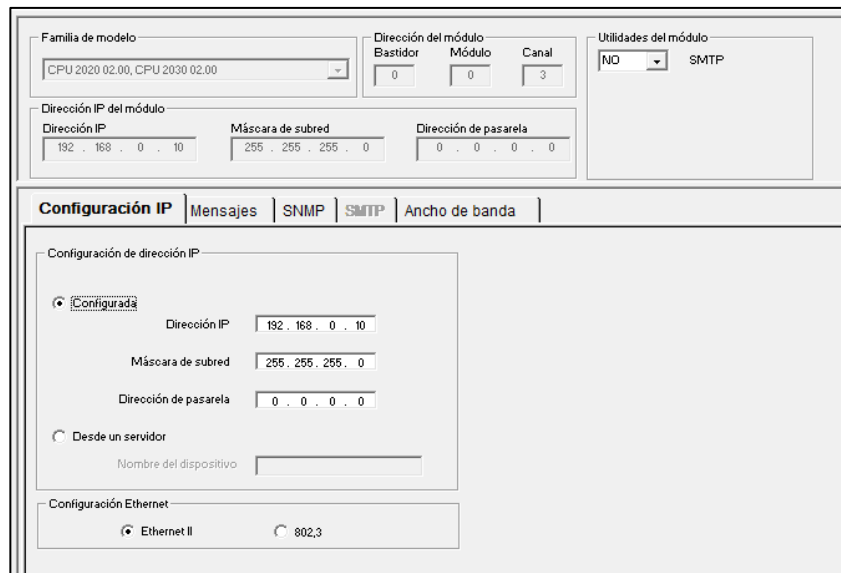 Familia de modelo
CPU 2020 02.00, CPU 2030 02.00
Dirección del módulo
Bastidor Módulo Canal
0 0 3
Utilidades del módulo
NO SMTP
Dirección IP del módulo
Dirección IP Máscara de subred Dirección de pasarela
192 . 168 . 0 . 10 255 . 255 . 255 . 0 0 . 0 . 0 . 0
Configuración IP Mensajes SNMP SMTP Ancho de banda
Configuración de dirección IP
Configurada
Dirección IP 192 . 168 . 0 . 10
Máscara de subred 255 . 255 . 255 . 0
Dirección de pasarela 0 . 0 . 0 . 0
Desde un servidor
Nombre del dispositivo
Configuración Ethernet
Ethernet II 802,3